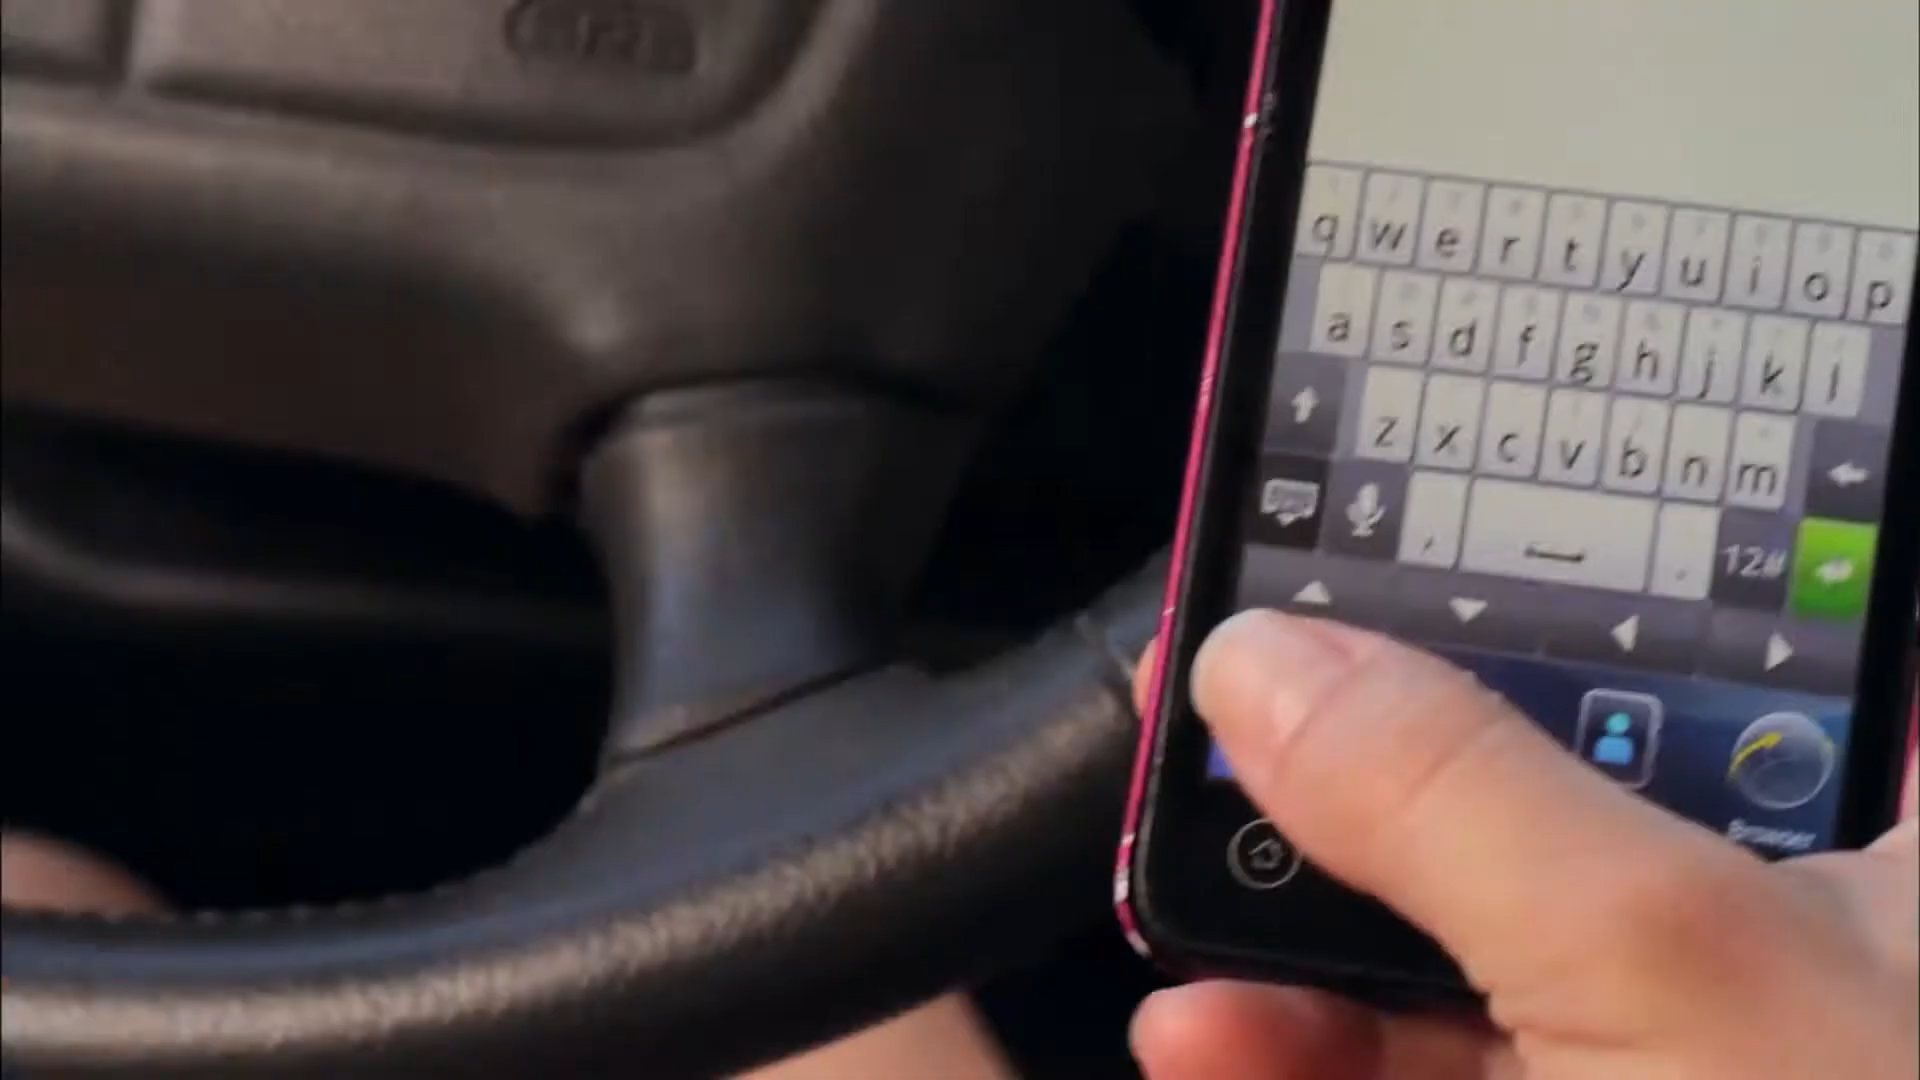 q w e r t y u i o p
a s d f g h j k l
z x c v b n m
, . 12#
Browser